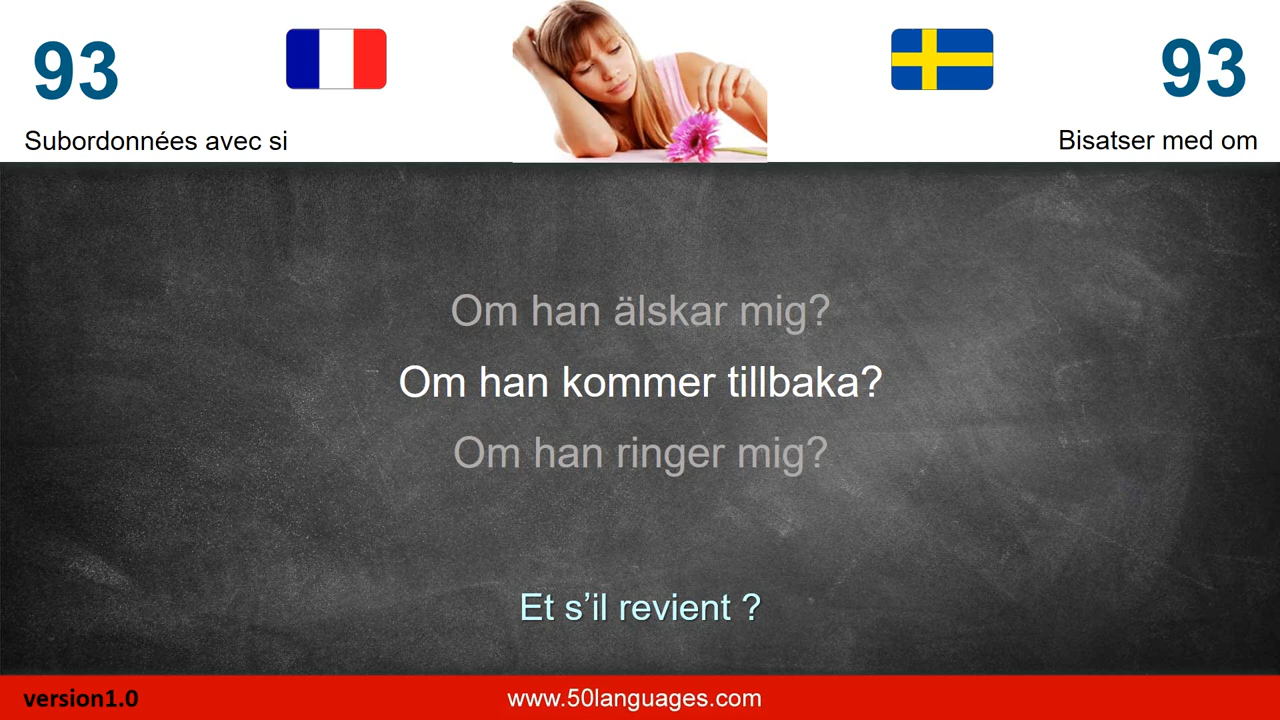 93
93
Subordonnées avec si
Bisatser med om
Om han älskar mig?
Om han kommer tillbaka?
Om han ringer mig?
Et s’il revient ?
version1.0
www.50languages.com